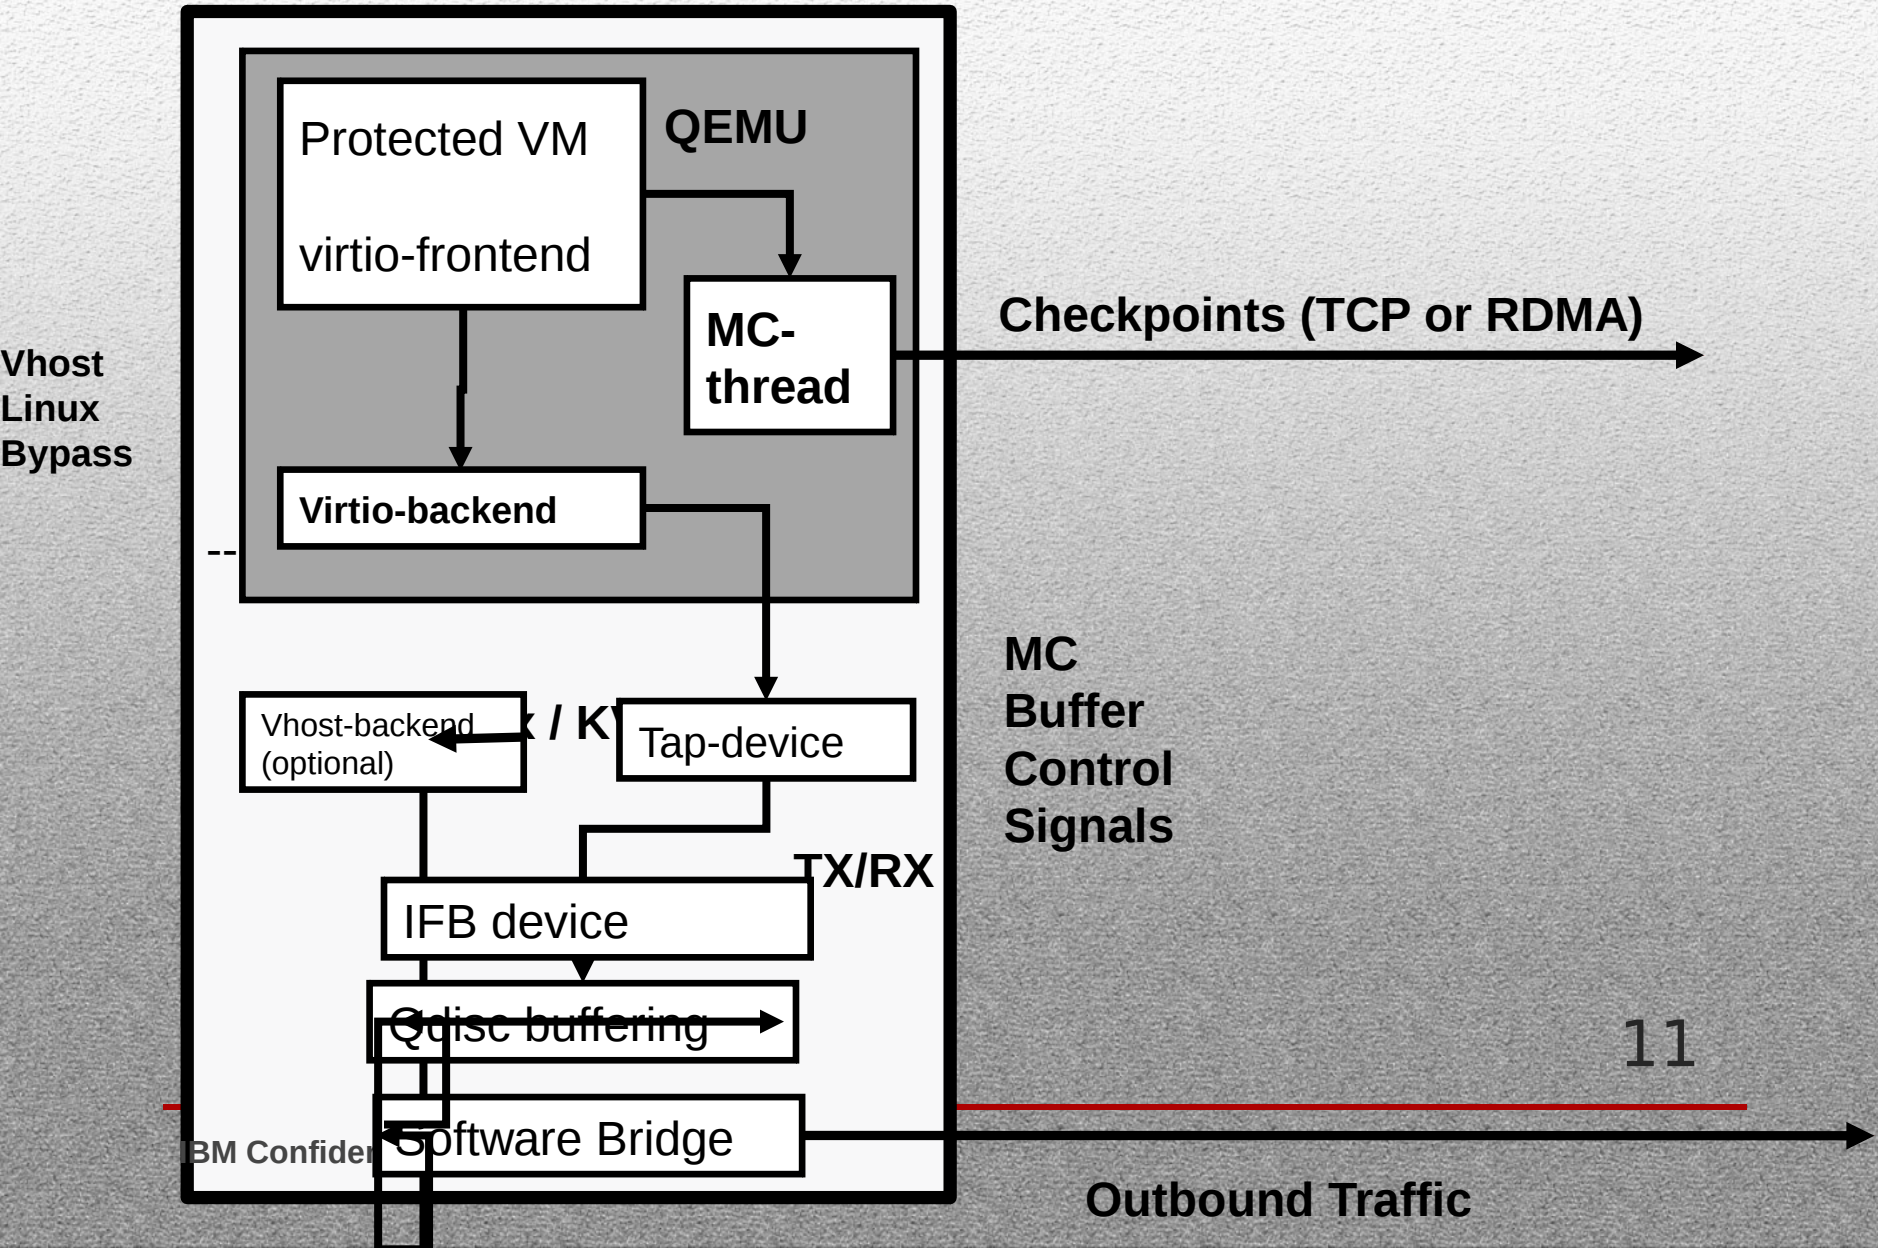 Protected VM
QEMU
virtio-frontend
MC-
thread
Checkpoints (TCP or RDMA)
Vhost
Linux
Bypass
Virtio-backend
--
MC
Buffer
Control
Signals
/
Vhost-backend
(optional)
Tap-device
TX/RX
IFB device
Qdisc buffering
11
Software Bridge
IBM
Outbound Traffic